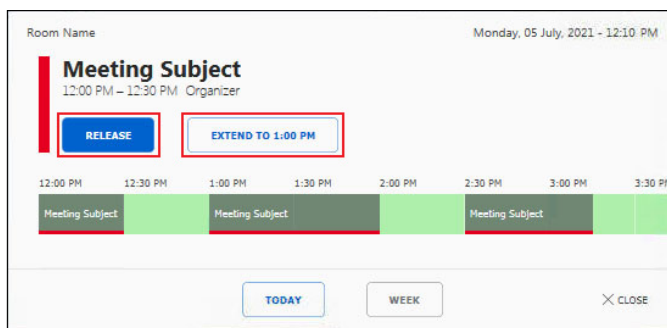 Room Name Monday, 05 July, 2021 - 12:10 PM
Meeting Subject
12:00 PM – 12:30 PM Organizer
RELEASE EXTEND TO 1:00 PM
12:00 PM 12:30 PM 1:00 PM 1:30 PM 2:00 PM 2:30 PM 3:00 PM 3:30 PM
Meeting Subject Meeting Subject Meeting Subject
TODAY WEEK CLOSE